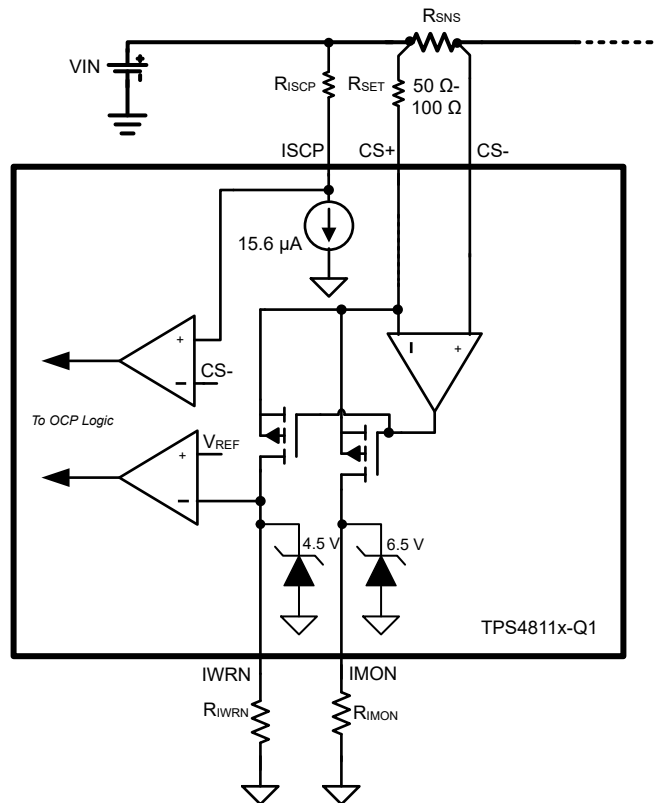 RSNS
VIN
RISCP
RSET
50 Ω-
100 Ω
ISCP
CS+
CS-
15.6 µA
+
-
CS-
-
+
To OCP Logic
VREF
+
-
4.5 V
6.5 V
TPS4811x-Q1
IWRN
IMON
RIWRN
RIMON